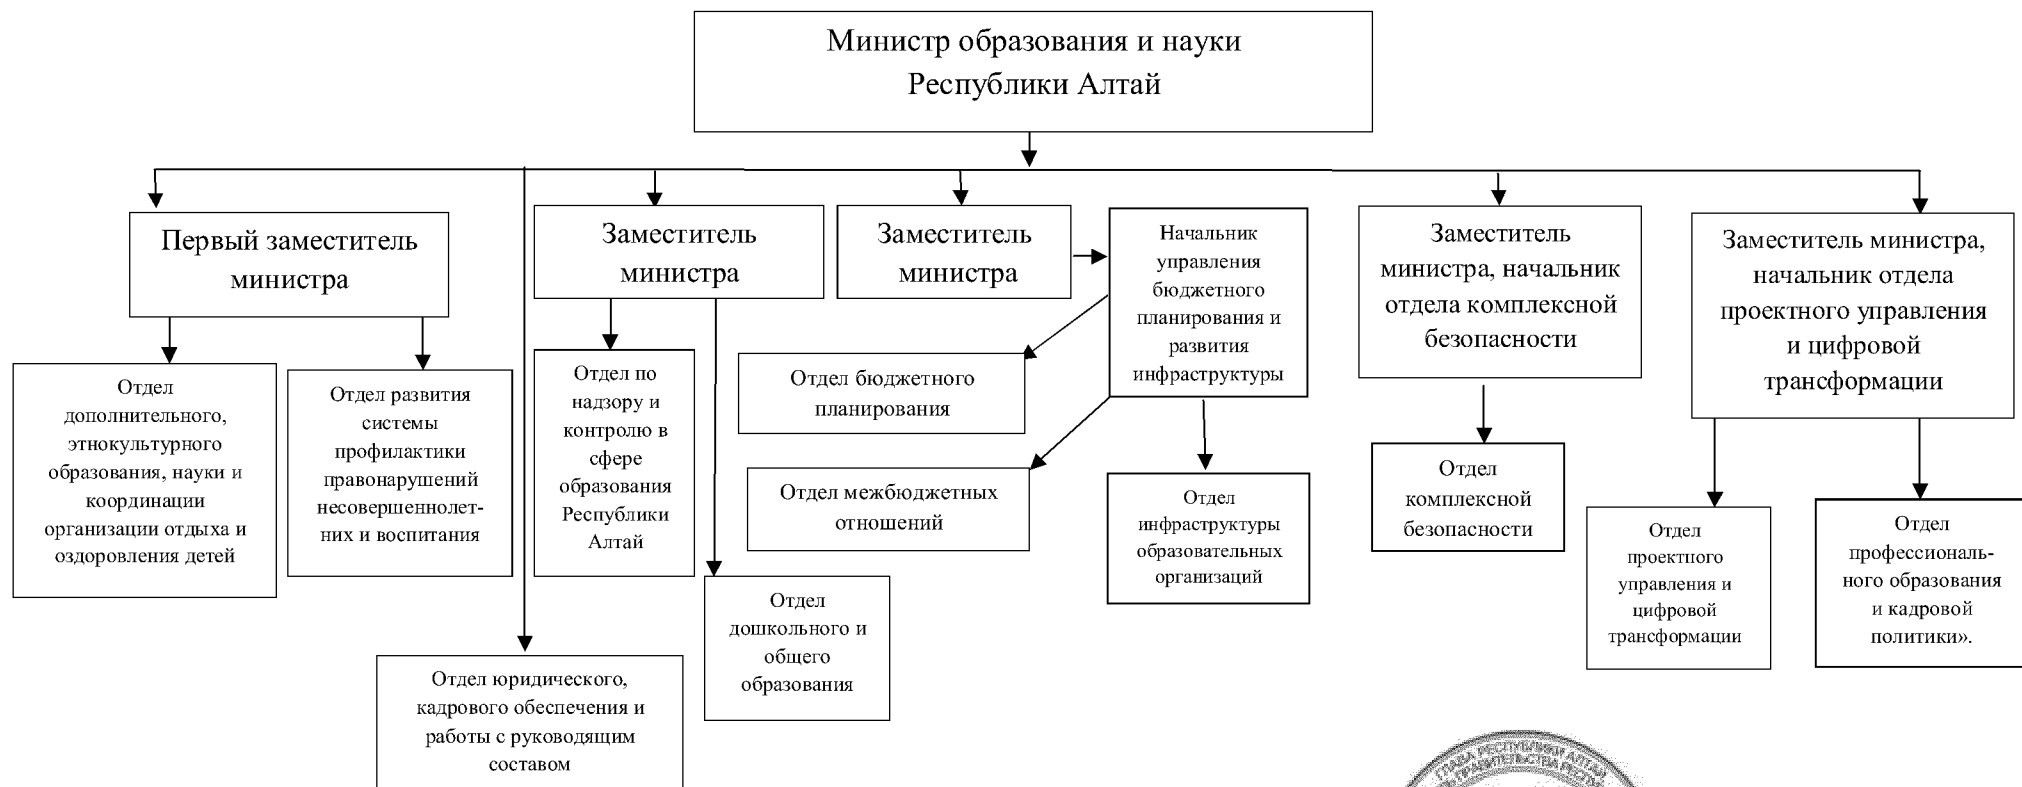 Министр образования и науки
Республики Алтай
Первый заместитель
министра
Заместитель
министра
Заместитель
министра
Начальник
управления
бюджетного
планирования и
развития
инфраструктуры
Заместитель
министра, начальник
отдела комплексной
безопасности
Заместитель министра,
начальник отдела
проектного управления
и цифровой
трансформации
Отдел
дополнительного,
этнокультурного
образования, науки и
координации
организации отдыха и
оздоровления детей
Отдел развития
системы
профилактики
правонарушений
несовершеннолет-
них и воспитания
Отдел по
надзору и
контролю в
сфере
образования
Республики
Алтай
Отдел бюджетного
планирования
Отдел межбюджетных
отношений
Отдел
инфраструктуры
образовательных
организаций
Отдел
комплексной
безопасности
Отдел
проектного
управления и
цифровой
трансформации
Отдел
профессиональ-
ного образования
и кадровой
политики».
Отдел
дошкольного и
общего
образования
Отдел юридического,
кадрового обеспечения и
работы с руководящим
составом
ГЛАВА РЕСПУБЛИКИ АЛТАЙ
ПРАВИТЕЛЬСТВА